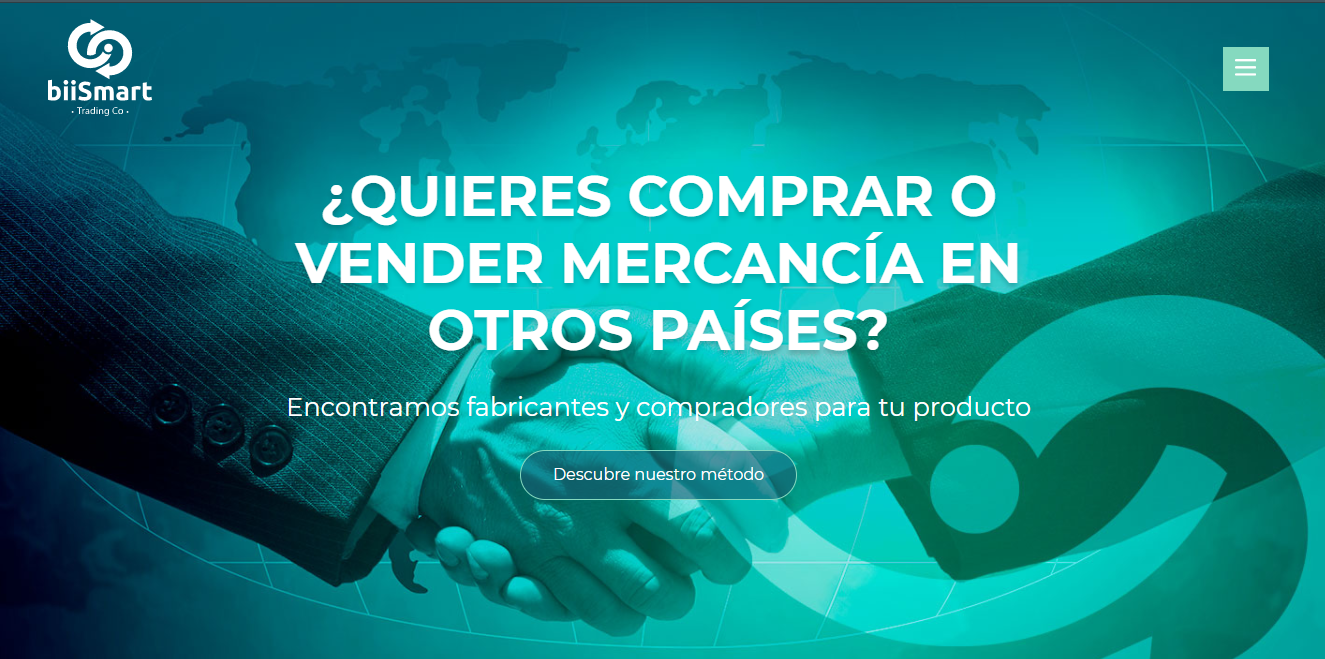 biiSmart
· Trading Co ·
¿QUIERES COMPRAR O
VENDER MERCANCÍA EN
OTROS PAÍSES?
Encontramos fabricantes y compradores para tu producto
Descubre nuestro método